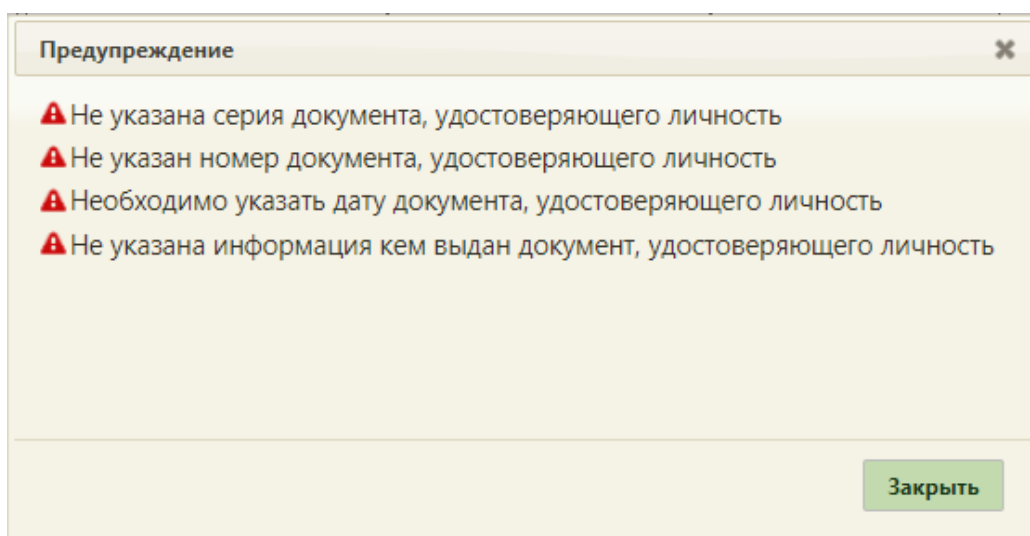 Предупреждение
Не указана серия документа, удостоверяющего личность
Не указан номер документа, удостоверяющего личность
Необходимо указать дату документа, удостоверяющего личность
Не указана информация кем выдан документ, удостоверяющего личность
Закрыть